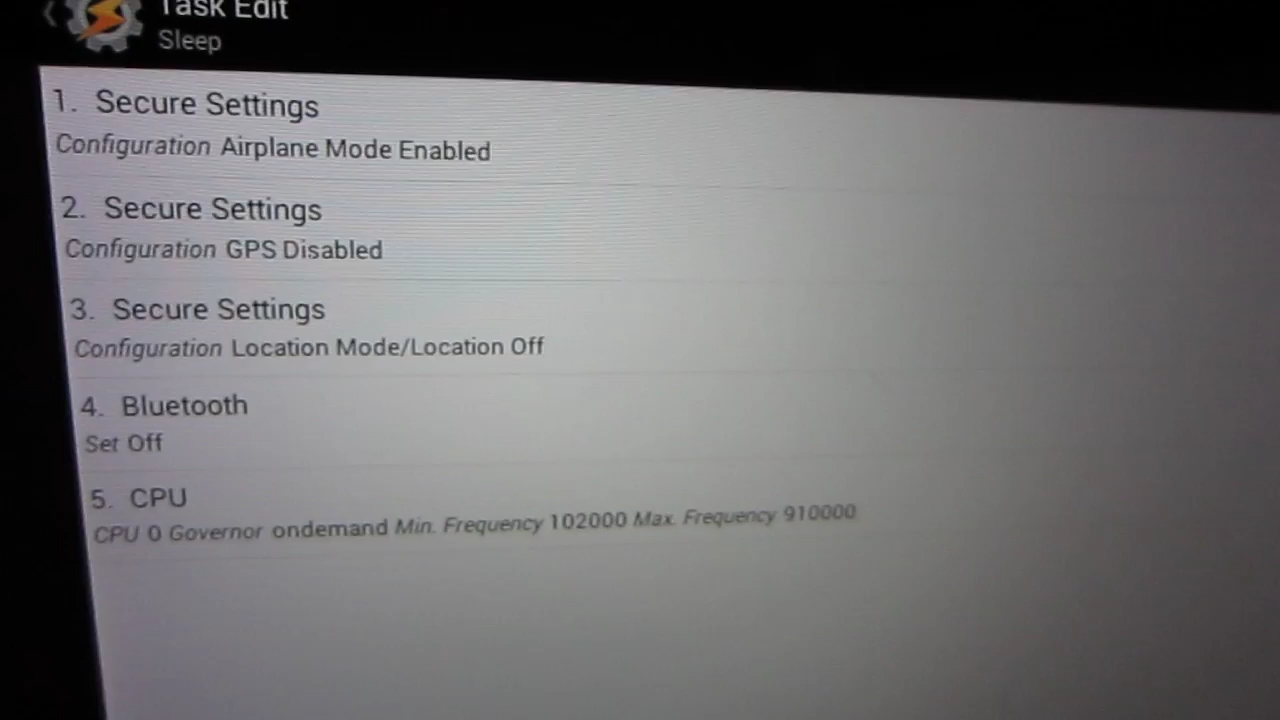 Task Edit
Sleep
1. Secure Settings
Configuration Airplane Mode Enabled
2. Secure Settings
Configuration GPS Disabled
3. Secure Settings
Configuration Location Mode/Location Off
4. Bluetooth
Set Off
5. CPU
CPU 0 Governor ondemand Min. Frequency 102000 Max. Frequency 910000